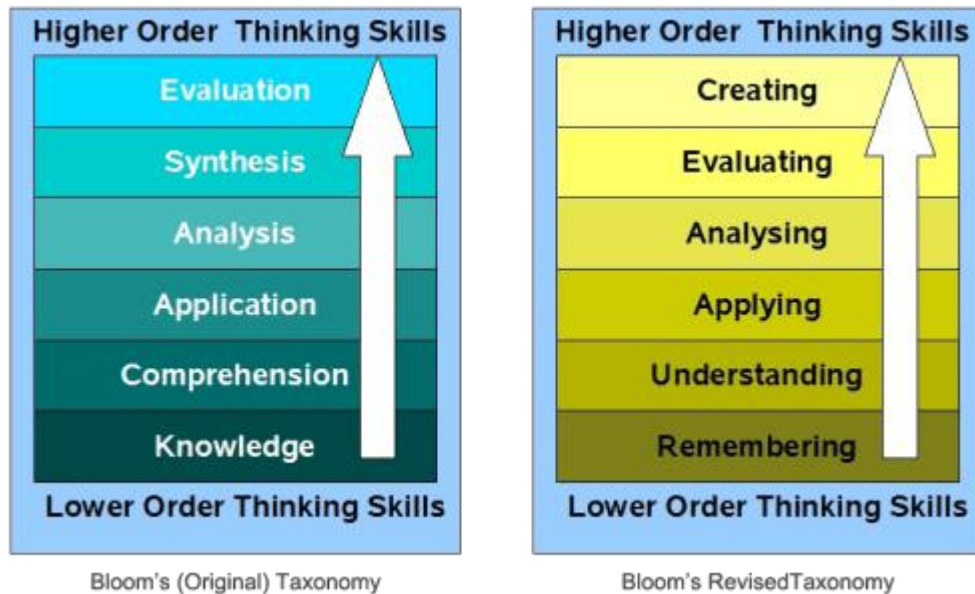 Higher Order Thinking Skills
Evaluation
Synthesis
Analysis
Application
Comprehension
Knowledge
Lower Order Thinking Skills
Bloom's (Original) Taxonomy
Higher Order Thinking Skills
Creating
Evaluating
Analysing
Applying
Understanding
Remembering
Lower Order Thinking Skills
Bloom's RevisedTaxonomy